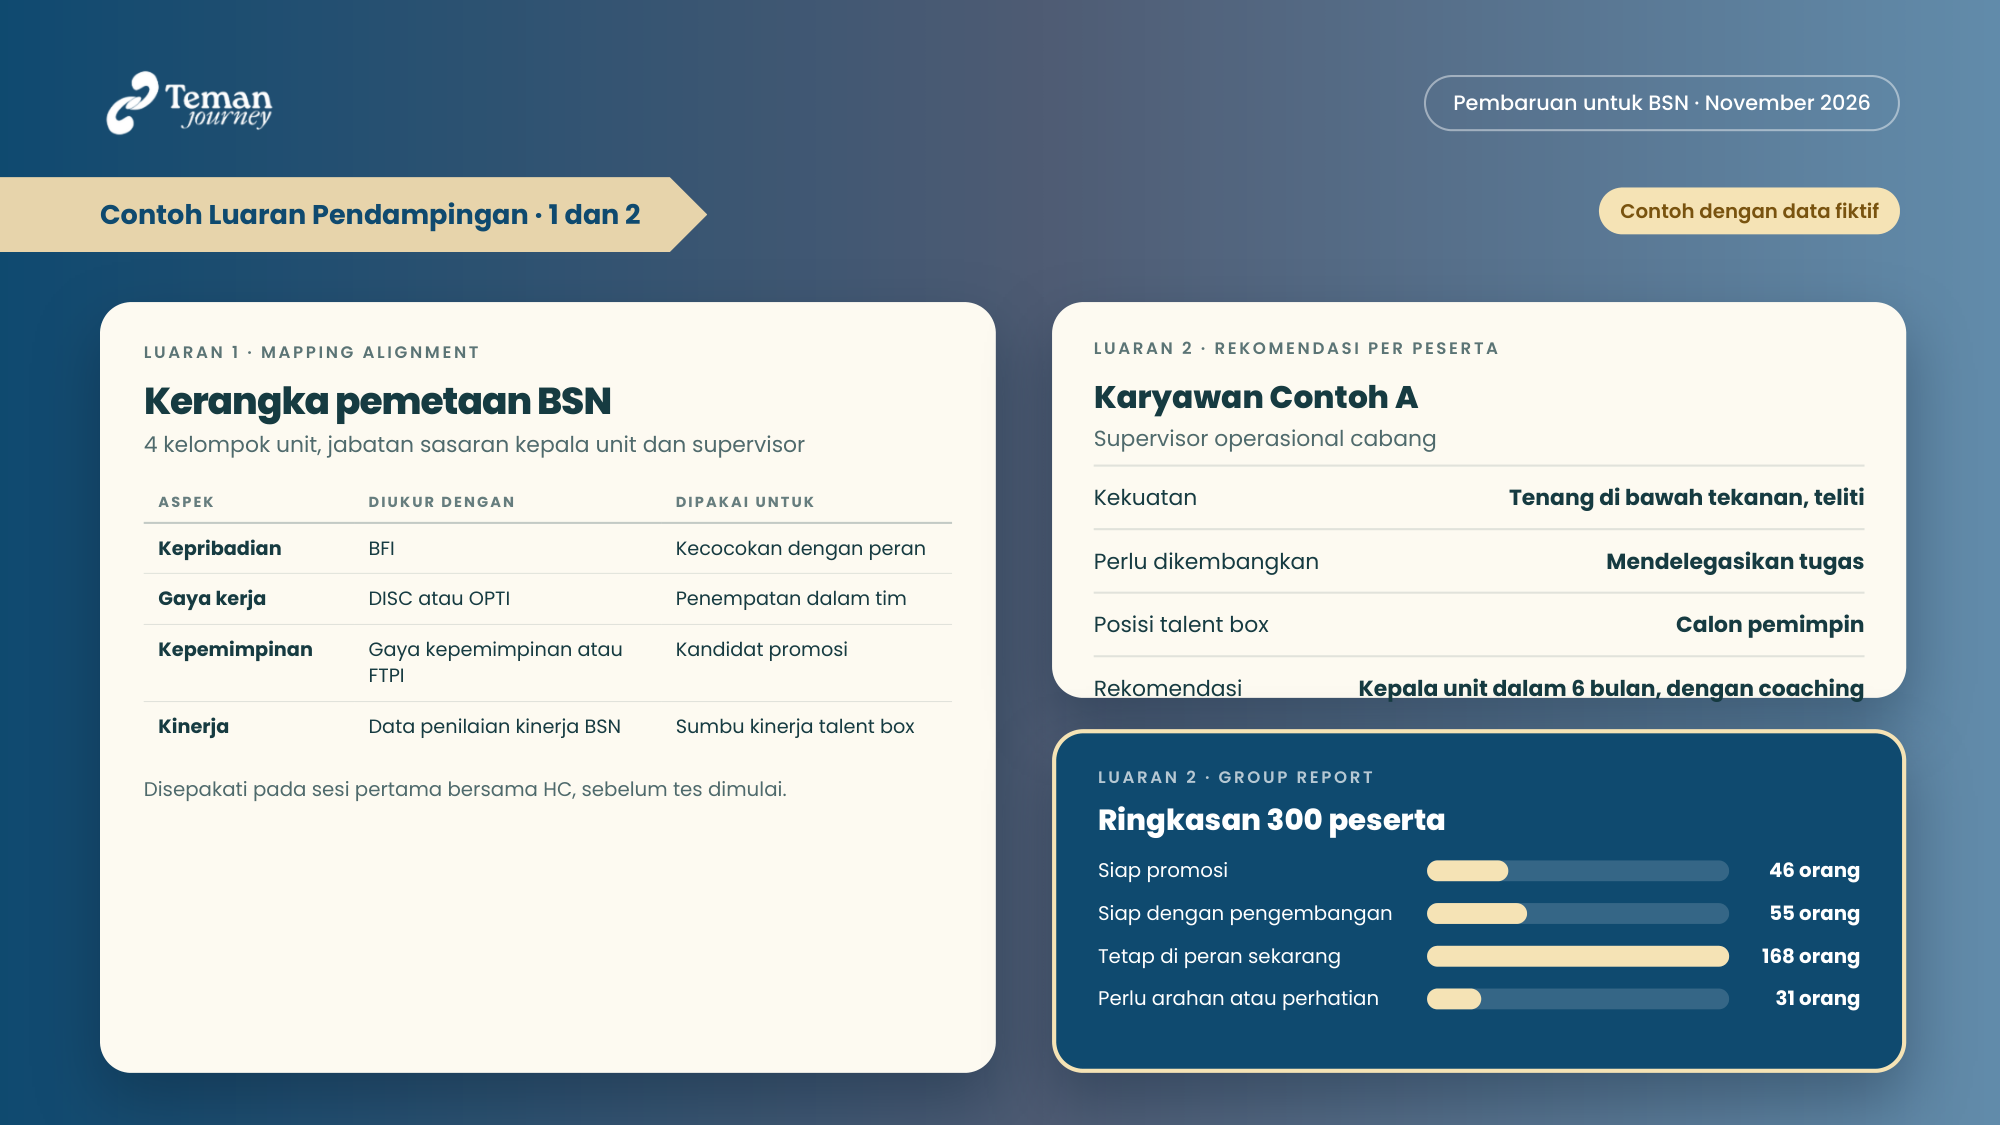 Teman
journey
Pembaruan untuk BSN · November 2026
Contoh Luaran Pendampingan · 1 dan 2
Contoh dengan data fiktif
LUARAN 1 · MAPPING ALIGNMENT
Kerangka pemetaan BSN
4 kelompok unit, jabatan sasaran kepala unit dan supervisor
ASPEK DIUKUR DENGAN DIPAKAI UNTUK
Kepribadian BFI Kecocokan dengan peran
Gaya kerja DISC atau OPTI Penempatan dalam tim
Kepemimpinan Gaya kepemimpinan atau Kandidat promosi
FTPI
Kinerja Data penilaian kinerja BSN Sumbu kinerja talent box
Disepakati pada sesi pertama bersama HC, sebelum tes dimulai.
LUARAN 2 · REKOMENDASI PER PESERTA
Karyawan Contoh A
Supervisor operasional cabang
Kekuatan Tenang di bawah tekanan, teliti
Perlu dikembangkan Mendelegasikan tugas
Posisi talent box Calon pemimpin
Rekomendasi Kepala unit dalam 6 bulan, dengan coaching
LUARAN 2 · GROUP REPORT
Ringkasan 300 peserta
Siap promosi 46 orang
Siap dengan pengembangan 55 orang
Tetap di peran sekarang 168 orang
Perlu arahan atau perhatian 31 orang